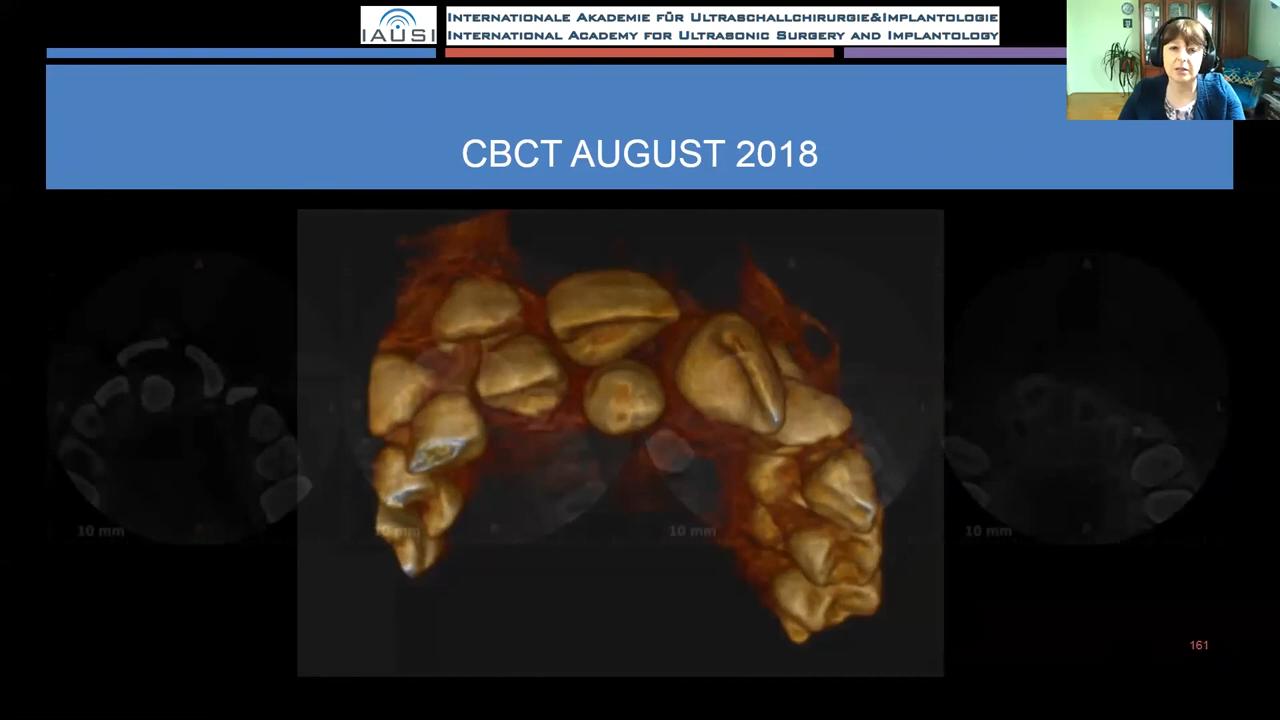 IAUSI
INTERNATIONALE AKADEMIE FÜR ULTRASCHALLCHIRURGIE&IMPLANTOLOGIE
INTERNATIONAL ACADEMY FOR ULTRASONIC SURGERY AND IMPLANTOLOGY
CBCT AUGUST 2018
10 mm
10 mm
10 mm
10 mm
161